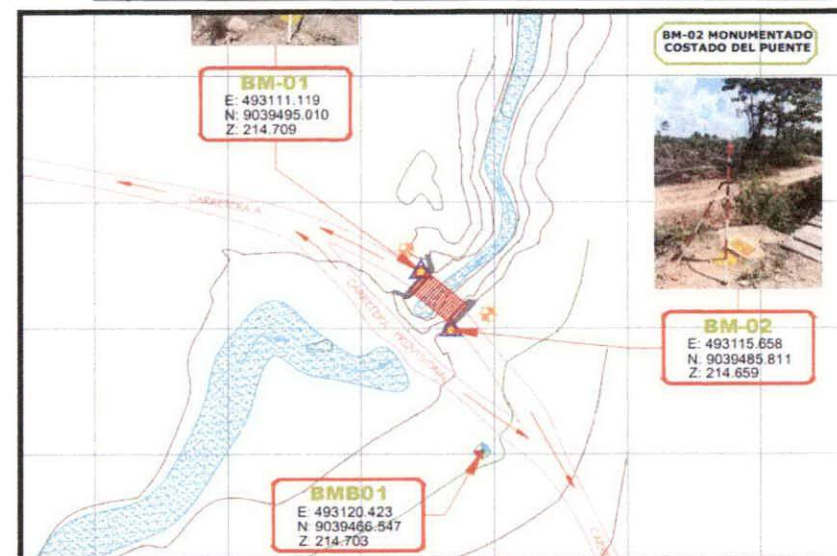 BM-01
E: 493111.119
N: 9039495.010
Z: 214.709
BM-02 MONUMENTADO
COSTADO DEL PUENTE
CARRETERA A
CARRETERA PROVISIONAL
BM-02
E: 493115.658
N: 9039485.811
Z: 214.659
BMB01
E: 493120.423
N: 9039466.547
Z: 214.703